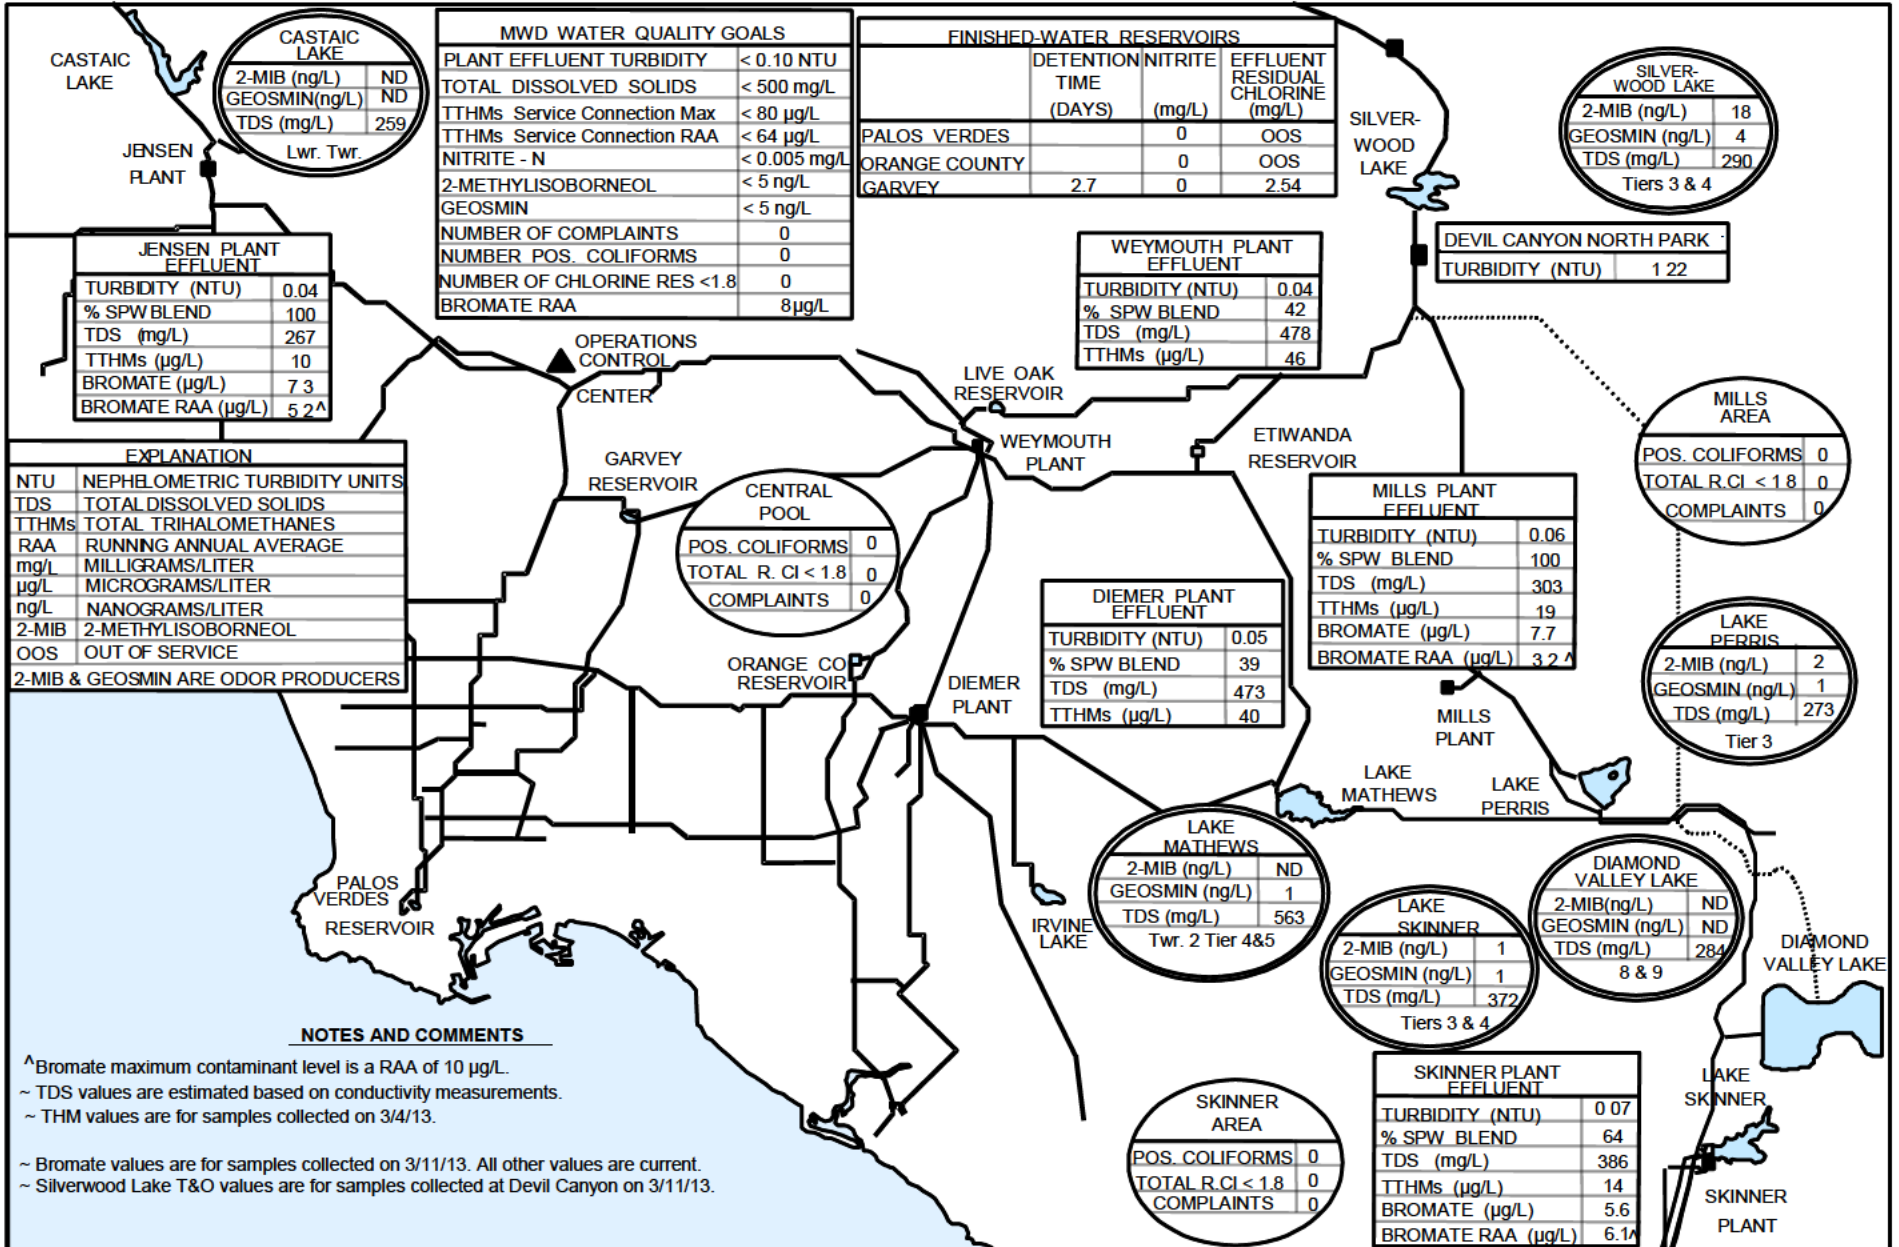 CASTAIC
LAKE
CASTAIC
LAKE
2-MIB (ng/L) ND
GEOSMIN(ng/L) ND
TDS (mg/L) 259
Lwr. Twr.
JENSEN
PLANT
MWD WATER QUALITY GOALS
PLANT EFFLUENT TURBIDITY < 0.10 NTU
TOTAL DISSOLVED SOLIDS < 500 mg/L
TTHMs Service Connection Max < 80 µg/L
TTHMs Service Connection RAA < 64 µg/L
NITRITE - N < 0.005 mg/L
2-METHYLISOBORNEOL < 5 ng/L
GEOSMIN < 5 ng/L
NUMBER OF COMPLAINTS 0
NUMBER POS. COLIFORMS 0
NUMBER OF CHLORINE RES <1.8 0
BROMATE RAA 8µg/L
FINISHED-WATER RESERVOIRS
DETENTION NITRITE EFFLUENT
TIME RESIDUAL
CHLORINE
(DAYS) (mg/L) (mg/L)
PALOS VERDES 0 OOS
ORANGE COUNTY 0 OOS
GARVEY 2.7 0 2.54
SILVER-
WOOD
LAKE
SILVER-
WOOD LAKE
2-MIB (ng/L) 18
GEOSMIN (ng/L) 4
TDS (mg/L) 290
Tiers 3 & 4
DEVIL CANYON NORTH PARK
TURBIDITY (NTU) 1 22
JENSEN PLANT
EFFLUENT
TURBIDITY (NTU) 0.04
% SPW BLEND 100
TDS (mg/L) 267
TTHMs (µg/L) 10
BROMATE (µg/L) 7 3
BROMATE RAA (µg/L) 5 2^
WEYMOUTH PLANT
EFFLUENT
TURBIDITY (NTU) 0.04
% SPW BLEND 42
TDS (mg/L) 478
TTHMs (µg/L) 46
OPERATIONS
CONTROL
CENTER
LIVE OAK
RESERVOIR
WEYMOUTH
PLANT
ETIWANDA
RESERVOIR
MILLS
AREA
POS. COLIFORMS 0
TOTAL R.Cl < 1 8 0
COMPLAINTS 0
EXPLANATION
NTU NEPHELOMETRIC TURBIDITY UNITS
TDS TOTAL DISSOLVED SOLIDS
TTHMs TOTAL TRIHALOMETHANES
RAA RUNNING ANNUAL AVERAGE
mg/L MILLIGRAMS/LITER
µg/L MICROGRAMS/LITER
ng/L NANOGRAMS/LITER
2-MIB 2-METHYLISOBORNEOL
OOS OUT OF SERVICE
2-MIB & GEOSMIN ARE ODOR PRODUCERS
GARVEY
RESERVOIR
CENTRAL
POOL
POS. COLIFORMS 0
TOTAL R. Cl < 1.8 0
COMPLAINTS 0
MILLS PLANT
EFFLUENT
TURBIDITY (NTU) 0.06
% SPW BLEND 100
TDS (mg/L) 303
TTHMs (µg/L) 19
BROMATE (µg/L) 7.7
BROMATE RAA (µg/L) 3 2 ^
DIEMER PLANT
EFFLUENT
TURBIDITY (NTU) 0.05
% SPW BLEND 39
TDS (mg/L) 473
TTHMs (µg/L) 40
LAKE
PERRIS
2-MIB (ng/L) 2
GEOSMIN (ng/L) 1
TDS (mg/L) 273
Tier 3
ORANGE CO
RESERVOIR
DIEMER
PLANT
MILLS
PLANT
LAKE
MATHEWS
LAKE
PERRIS
LAKE
MATHEWS
2-MIB (ng/L) ND
GEOSMIN (ng/L) 1
TDS (mg/L) 563
Twr. 2 Tier 4&5
DIAMOND
VALLEY LAKE
2-MIB(ng/L) ND
GEOSMIN (ng/L) ND
TDS (mg/L) 284
8 & 9
LAKE
SKINNER
2-MIB (ng/L) 1
GEOSMIN (ng/L) 1
TDS (mg/L) 372
Tiers 3 & 4
PALOS
VERDES
RESERVOIR
IRVINE
LAKE
DIAMOND
VALLEY LAKE
NOTES AND COMMENTS
^Bromate maximum contaminant level is a RAA of 10 µg/L.
~ TDS values are estimated based on conductivity measurements.
~ THM values are for samples collected on 3/4/13.
~ Bromate values are for samples collected on 3/11/13. All other values are current.
~ Silverwood Lake T&O values are for samples collected at Devil Canyon on 3/11/13.
SKINNER
AREA
POS. COLIFORMS 0
TOTAL R.Cl < 1.8 0
COMPLAINTS 0
SKINNER PLANT
EFFLUENT
TURBIDITY (NTU) 0 07
% SPW BLEND 64
TDS (mg/L) 386
TTHMs (µg/L) 14
BROMATE (µg/L) 5.6
BROMATE RAA (µg/L) 6.1^
LAKE
SKINNER
SKINNER
PLANT